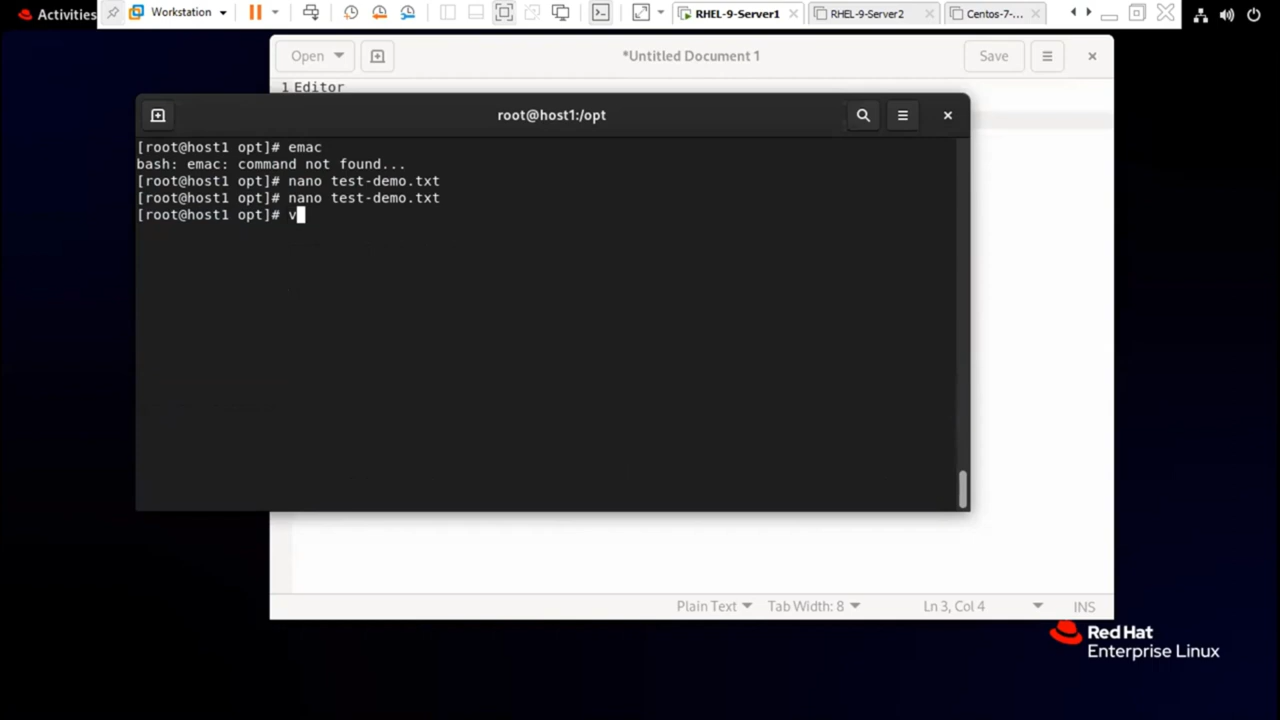 Activities
Workstation
RHEL-9-Server1
RHEL-9-Server2
Centos-7-...
Open
*Untitled Document 1
Save
1 Editor
root@host1:/opt
[root@host1 opt]# emac
bash: emac: command not found...
[root@host1 opt]# nano test-demo.txt
[root@host1 opt]# nano test-demo.txt
[root@host1 opt]# v
Plain Text
Tab Width: 8
Ln 3, Col 4
INS
Red Hat
Enterprise Linux